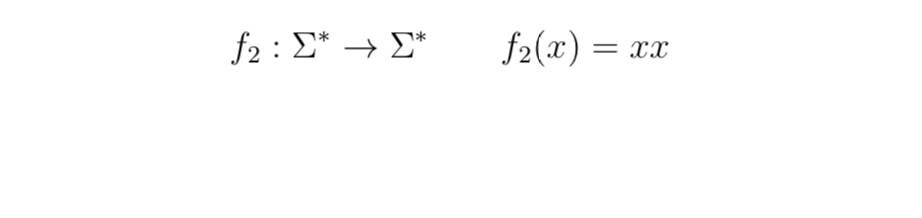 f₂ : Σ* → Σ* f₂(x) = xx